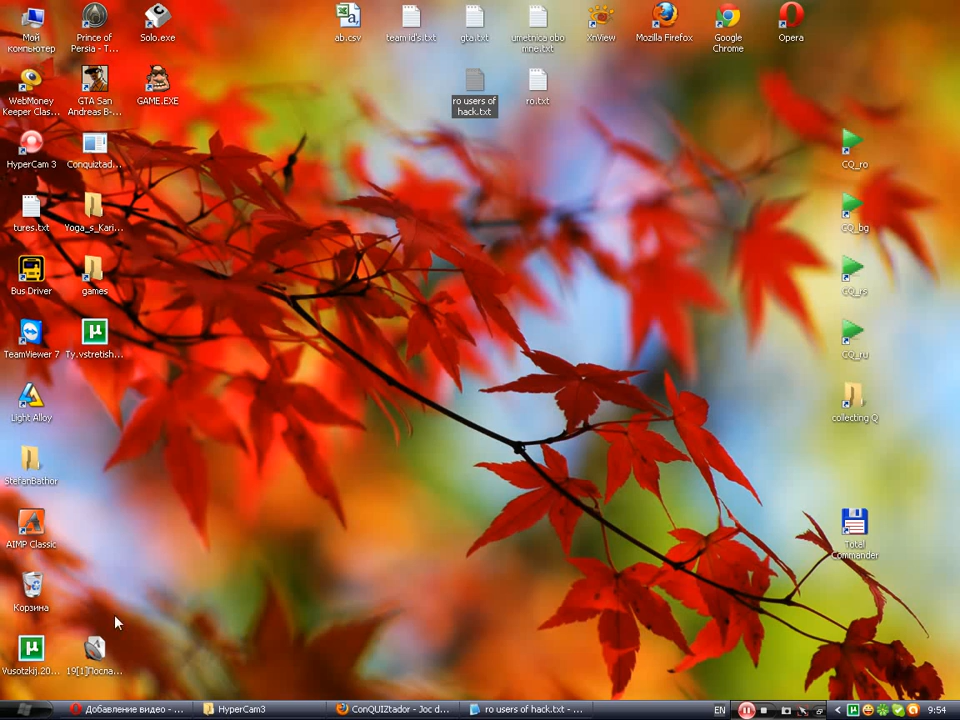 Мой
компьютер
Prince of
Persia - T...
Solo.exe
ab.csv
team id's.txt
gta.txt
umetnica obo
mne.txt
XnView
Mozilla Firefox
Google
Chrome
Opera
WebMoney
Keeper Clas...
GTA San
Andreas B-...
GAME.EXE
ro users of
hack.txt
ro.txt
HyperCam 3
Conquiztad...
CQ_ro
tures.txt
Yoga_s_Kari...
CQ_bg
Bus Driver
games
CQ_rs
TeamViewer 7
Ty.vstretish...
CQ_ru
Light Alloy
collecting Q
StefanBathor
AIMP Classic
Total
Commander
Корзина
Vusotzkij.20...
19[1]Посла...
Добавление видео - ...
HyperCam3
ConQUIZtador - Joc d...
ro users of hack.txt - ...
EN
9:54